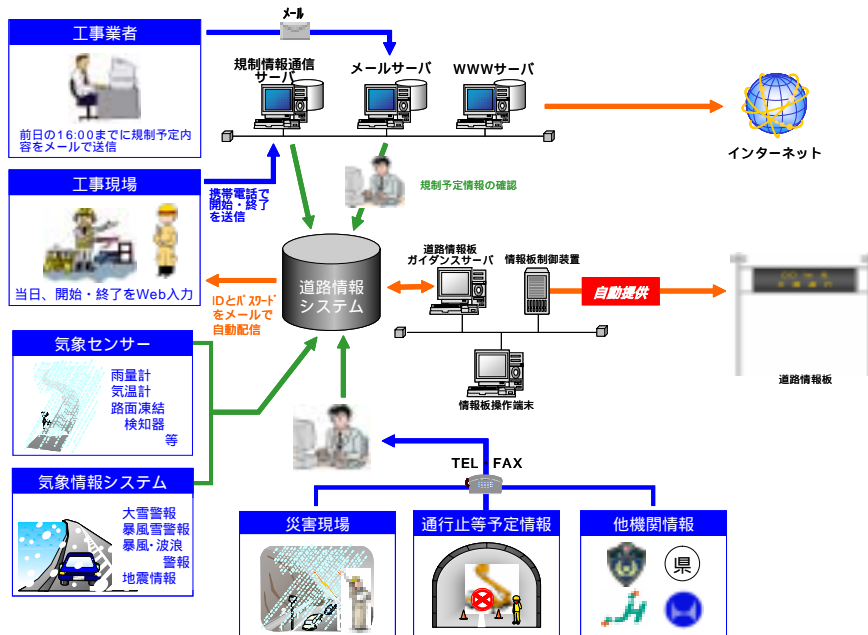 工事業者
前日の16:00までに規制予定内
容をメールで送信
メール
規制情報通信
サーバ
メールサーバ
WWWサーバ
インターネット
工事現場
当日、開始・終了をWeb入力
携帯電話で
開始・終了
を送信
規制予定情報の確認
道路情報
システム
IDとパスワード
をメールで
自動配信
道路情報板
ガイダンスサーバ
情報板制御装置
自動提供
道路情報板
情報板操作端末
気象センサー
雨量計
気温計
路面凍結
検知器
等
気象情報システム
大雪警報
暴風雪警報
暴風・波浪
警報
地震情報
TEL FAX
災害現場
通行止等予定情報
他機関情報
県